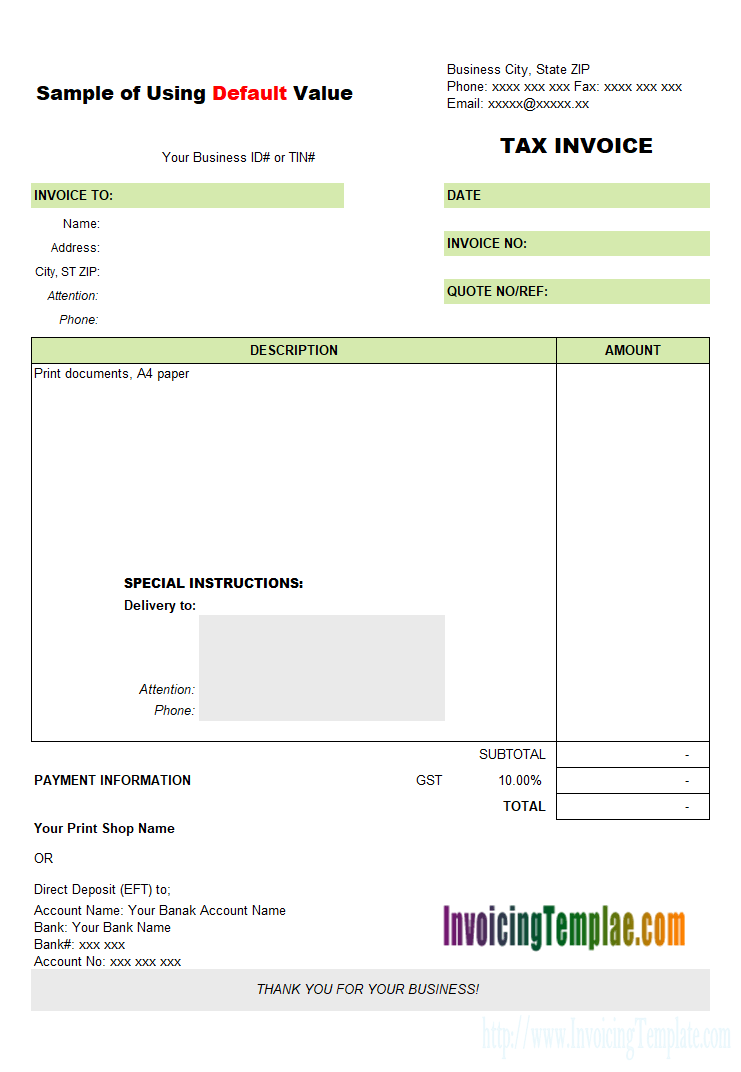 Business City, State ZIP
Phone: xxxx xxx xxx Fax: xxxx xxx xxx
Email: xxxxx@xxxxx.xx
Sample of Using Default Value
TAX INVOICE
Your Business ID# or TIN#
INVOICE TO:
DATE
Name:
Address:
INVOICE NO:
City, ST ZIP:
Attention:
QUOTE NO/REF:
Phone:
DESCRIPTION AMOUNT
Print documents, A4 paper
SPECIAL INSTRUCTIONS:
Delivery to:
Attention:
Phone:
SUBTOTAL -
PAYMENT INFORMATION GST 10.00% -
TOTAL -
Your Print Shop Name
OR
Direct Deposit (EFT) to;
Account Name: Your Banak Account Name
Bank: Your Bank Name
Bank#: xxx xxx
Account No: xxx xxx xxx
InvoicingTemplae.com
THANK YOU FOR YOUR BUSINESS!
http://www.InvoicingTemplate.com